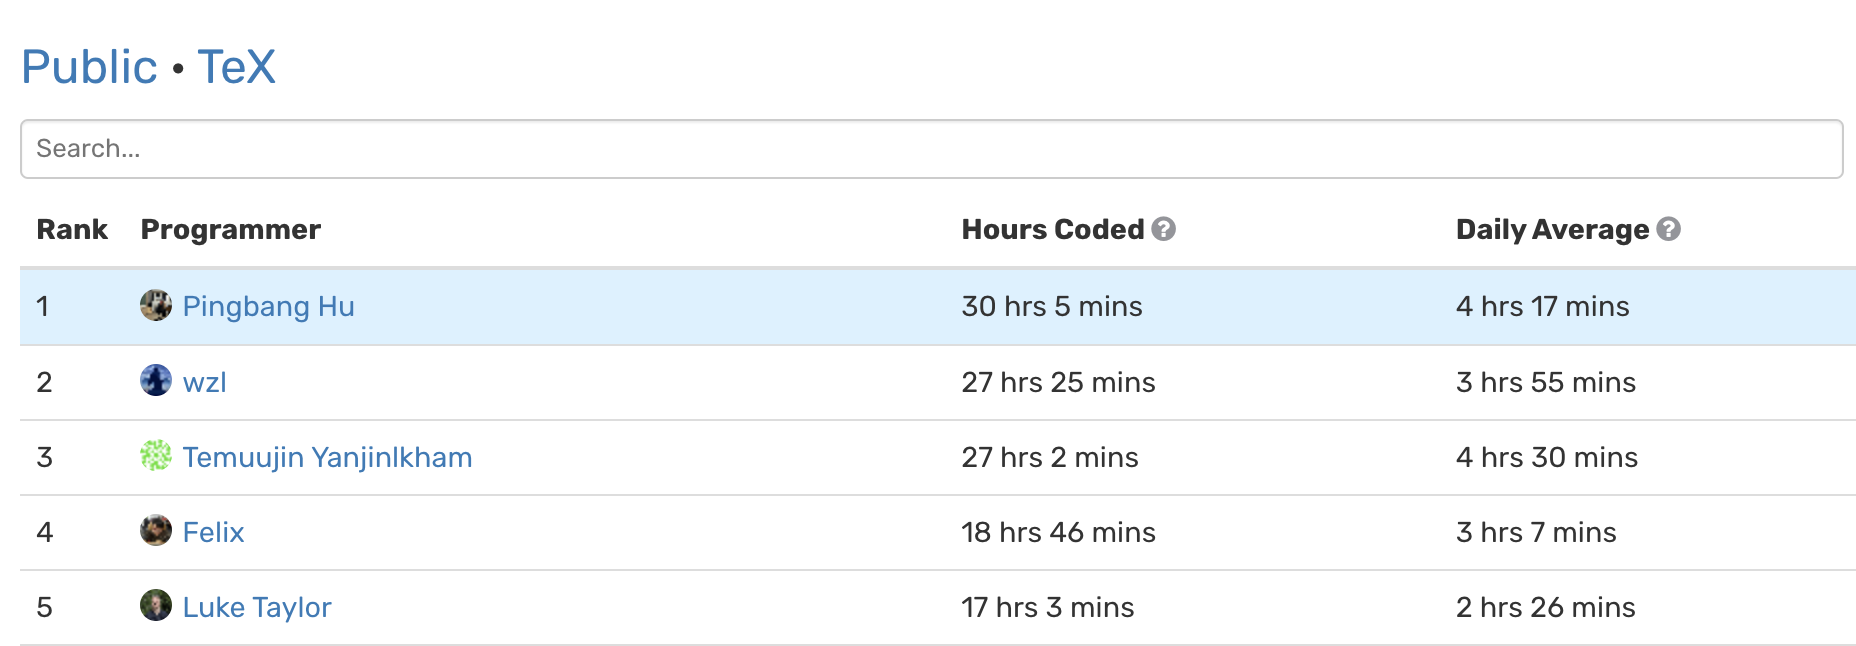 Public • TeX
Search...
Rank Programmer Hours Coded ? Daily Average ?
1 Pingbang Hu 30 hrs 5 mins 4 hrs 17 mins
2 wzl 27 hrs 25 mins 3 hrs 55 mins
3 Temuujin Yanjinlkham 27 hrs 2 mins 4 hrs 30 mins
4 Felix 18 hrs 46 mins 3 hrs 7 mins
5 Luke Taylor 17 hrs 3 mins 2 hrs 26 mins